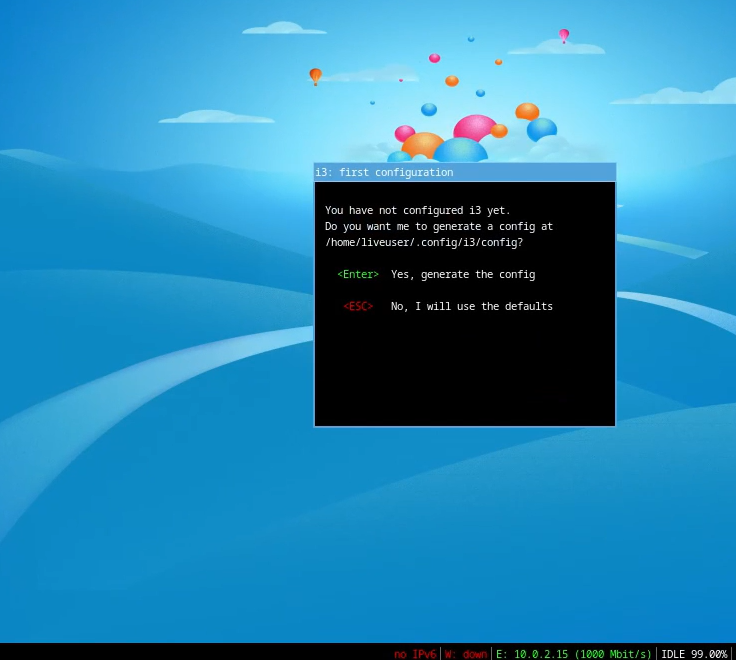 i3: first configuration
You have not configured i3 yet.
Do you want me to generate a config at
/home/liveuser/.config/i3/config?
<Enter> Yes, generate the config
<ESC> No, I will use the defaults
no IPv6 | W: down | E: 10.0.2.15 (1000 Mbit/s) | IDLE 99.00% |